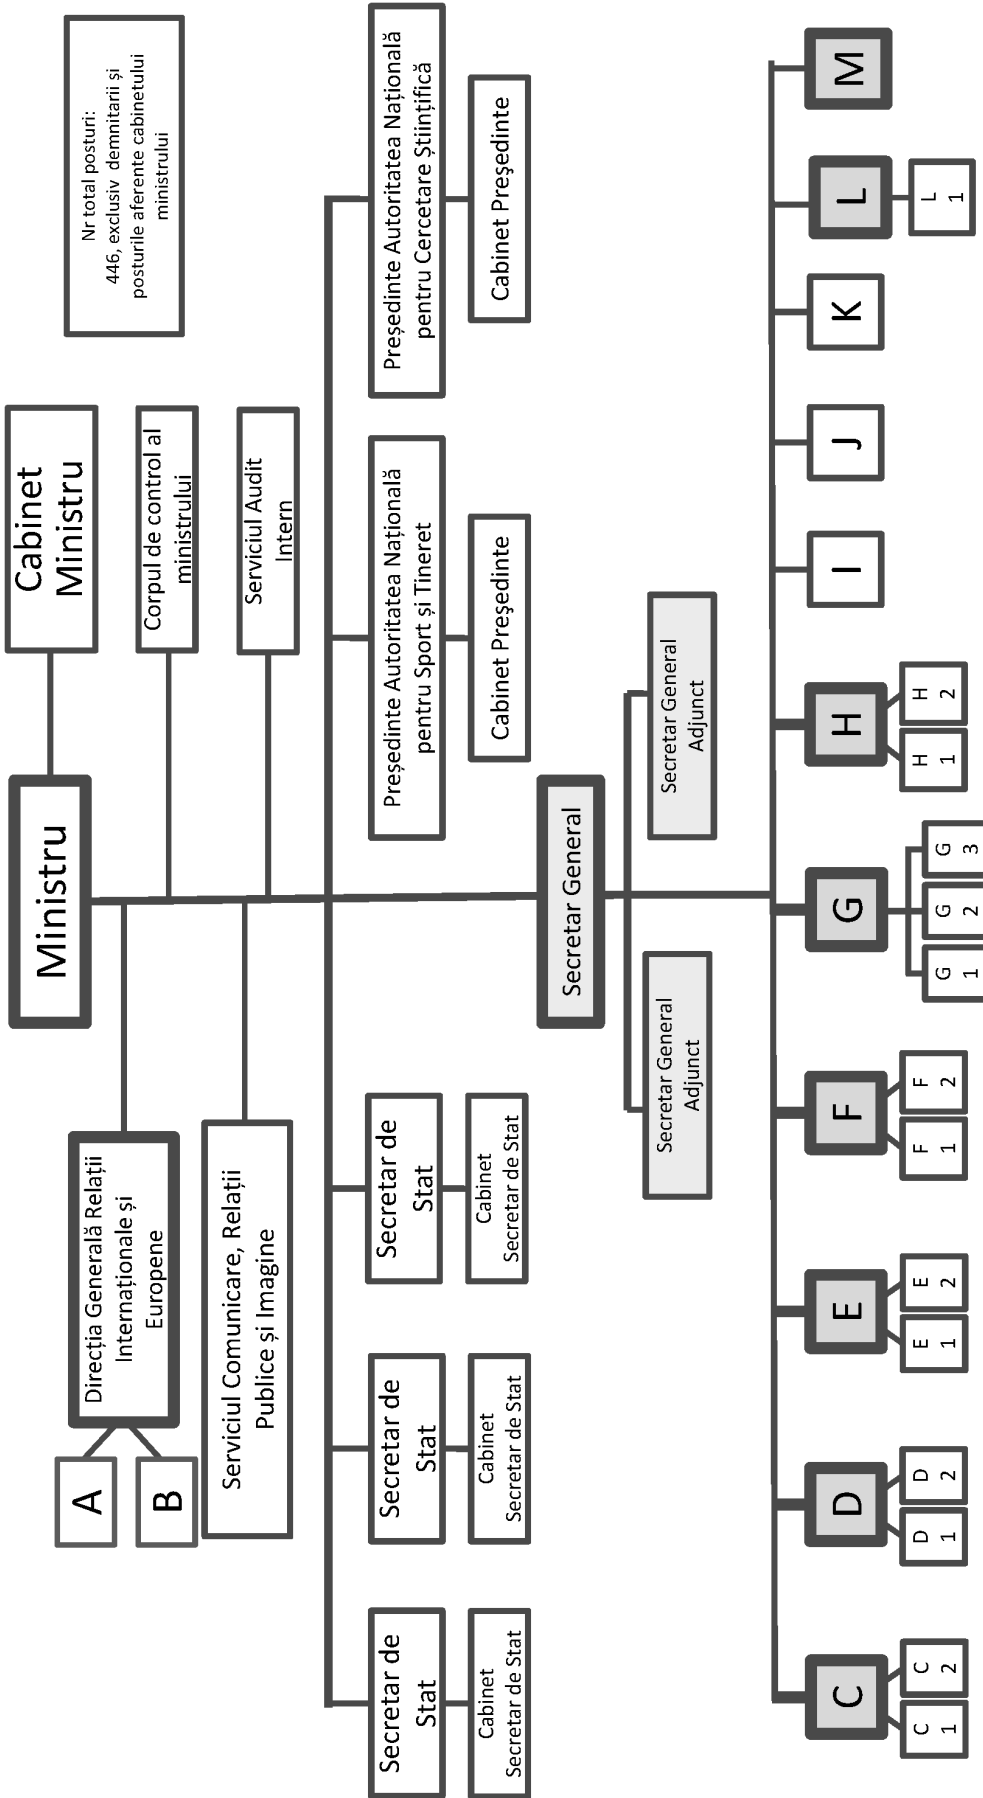 Ministru
Cabinet
Ministru
Nr total posturi:
446, exclusiv demnitarii și
posturile aferente cabinetului
ministrului
Direcția Generală Relații
Internaționale și
Europene
A
B
Corpul de control al
ministrului
Serviciul Comunicare, Relații
Publice și Imagine
Serviciul Audit
Intern
Secretar de
Stat
Cabinet
Secretar de Stat
Secretar de
Stat
Cabinet
Secretar de Stat
Secretar de
Stat
Cabinet
Secretar de Stat
Președinte Autoritatea Națională
pentru Sport și Tineret
Cabinet Președinte
Președinte Autoritatea Națională
pentru Cercetare Științifică
Cabinet Președinte
Secretar General
Secretar General
Adjunct
Secretar General
Adjunct
C
C
1
C
2
D
D
1
D
2
E
E
1
E
2
F
F
1
F
2
G
G
1
G
2
G
3
H
H
1
H
2
I
J
K
L
L
1
M